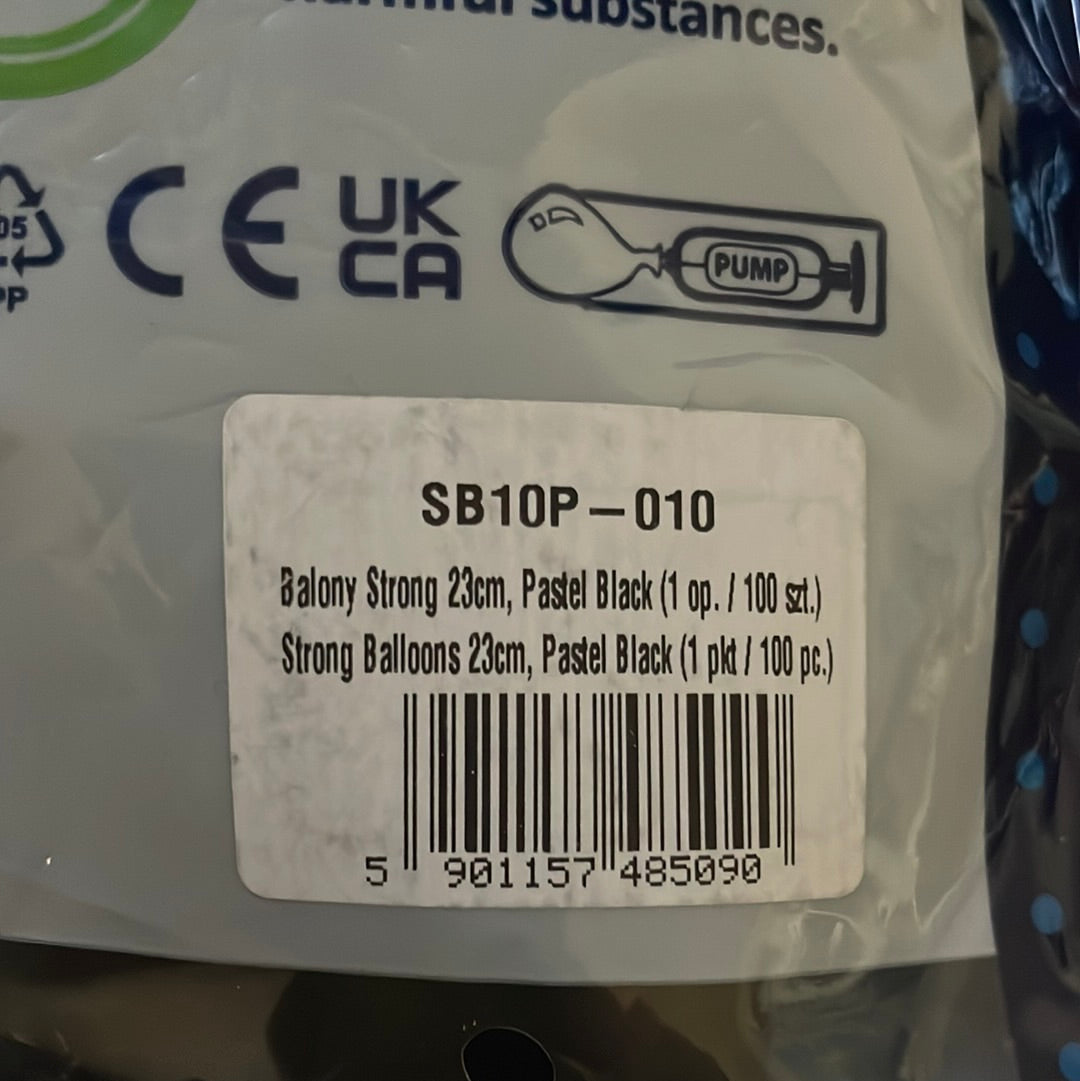 harmful substances.
05
PP
CE
UK
CA
PUMP
SB10P-010
Balony Strong 23cm, Pastel Black (1 op. / 100 szt.)
Strong Balloons 23cm, Pastel Black (1 pkt / 100 pc.)
5 901157 485090